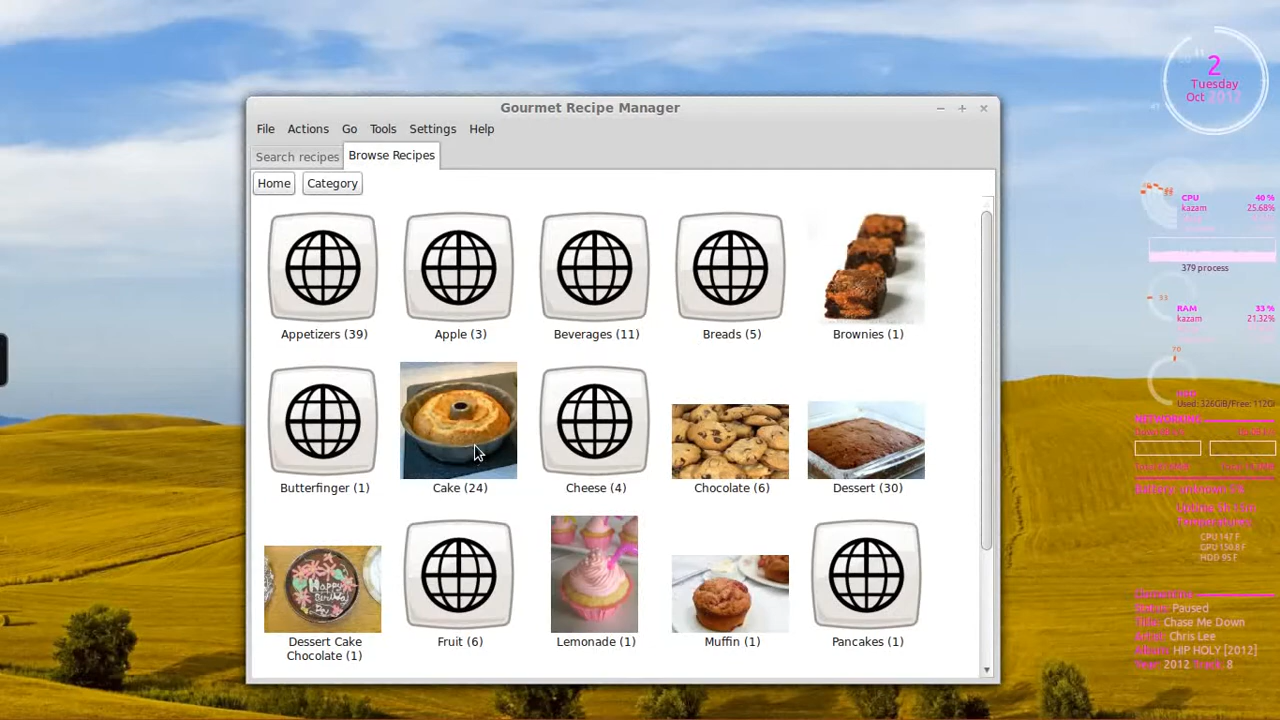 Gourmet Recipe Manager
File Actions Go Tools Settings Help
Search recipes Browse Recipes
Home Category
Appetizers (39) Apple (3) Beverages (11) Breads (5) Brownies (1)
Butterfinger (1) Cake (24) Cheese (4) Chocolate (6) Dessert (30)
Dessert Cake Chocolate (1) Fruit (6) Lemonade (1) Muffin (1) Pancakes (1)
2
Tuesday
Oct 2012
CPU 40 %
kazam 25.68%
379 process
33
RAM 33 %
kazam 21.32%
70
Used: 326GiB/Free: 112Gi
CPU 147 F
GPU 150.8 F
HDD 95 F
Status: Paused
Title: Chase Me Down
Chris Lee
Album: HIP HOLY [2012]
Year: 2012 Track: 8